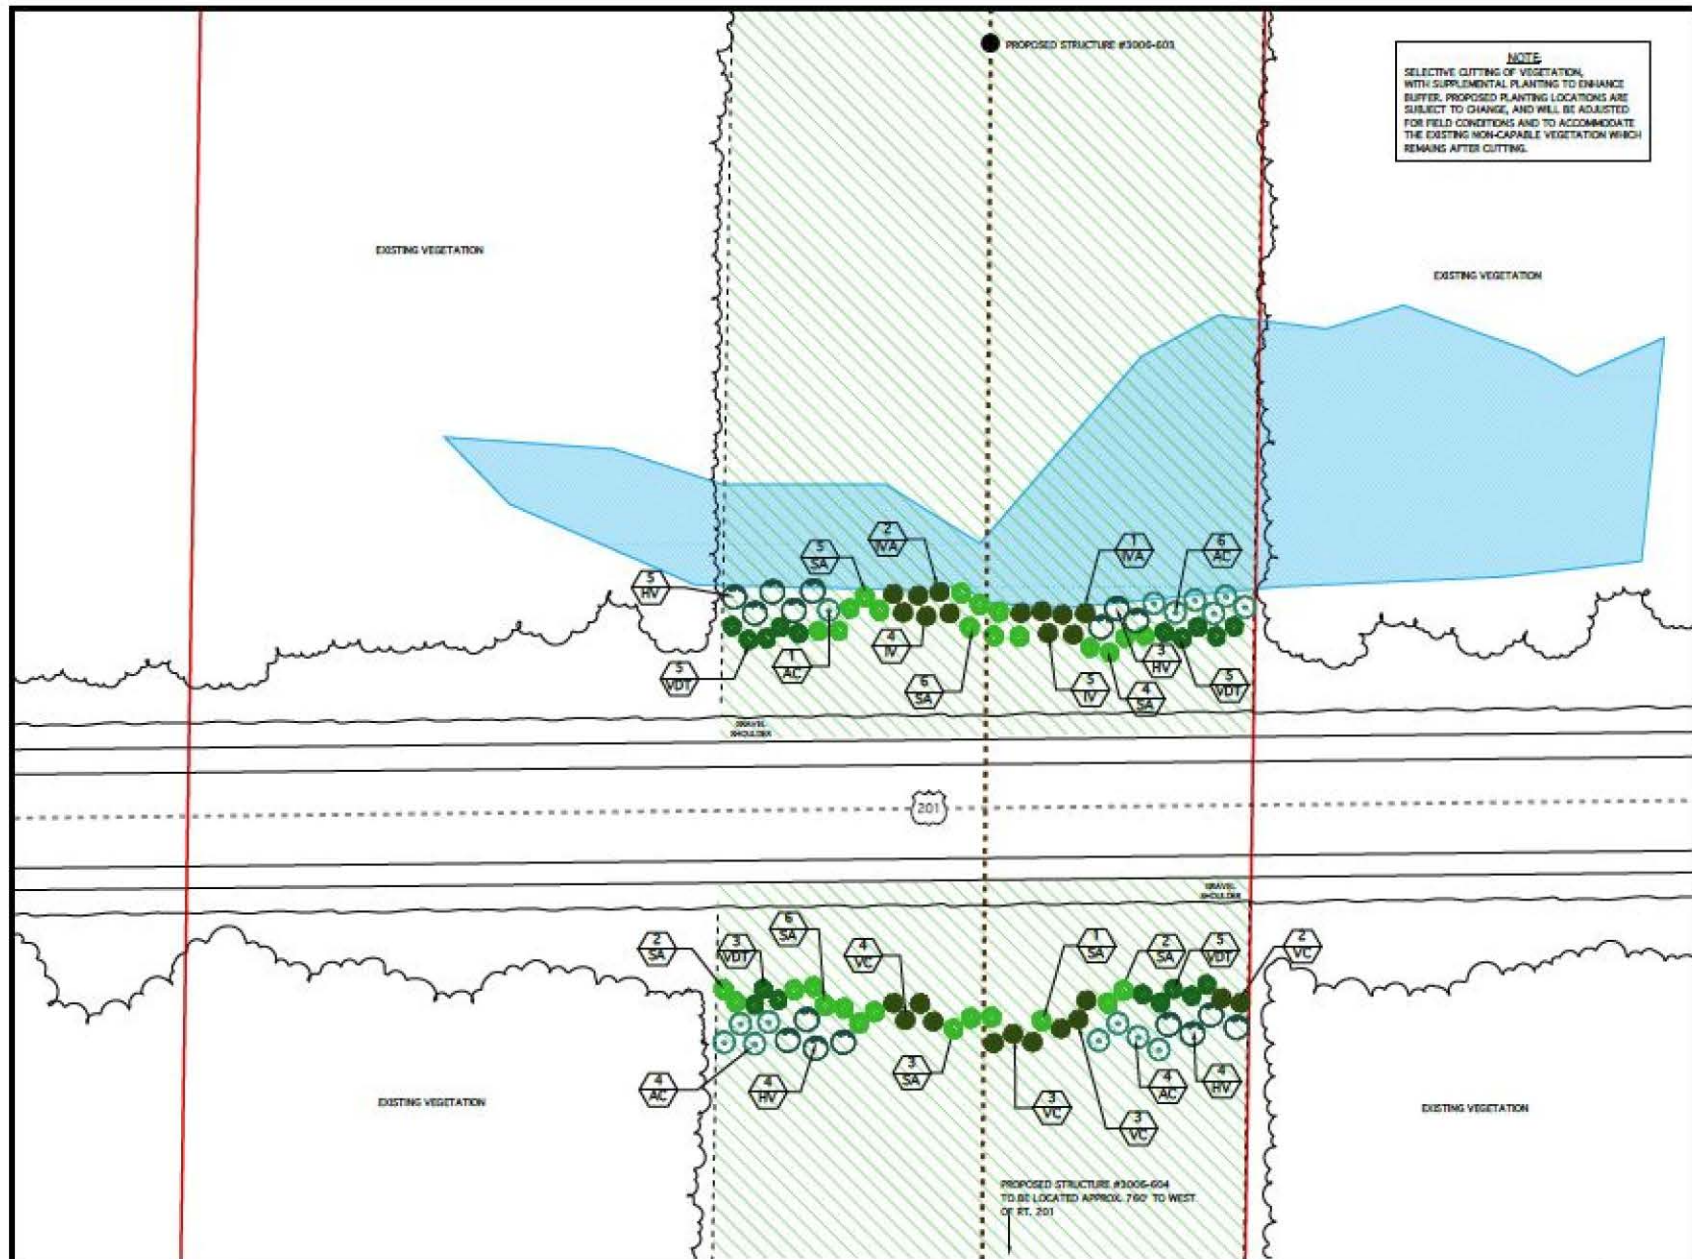 PROPOSED STRUCTURE #3006-603
NOTE:
SELECTIVE CUTTING OF VEGETATION,
WITH SUPPLEMENTAL PLANTING TO ENHANCE
BUFFER. PROPOSED PLANTING LOCATIONS ARE
SUBJECT TO CHANGE, AND WILL BE ADJUSTED
FOR FIELD CONDITIONS AND TO ACCOMMODATE
THE EXISTING NON-CAPABLE VEGETATION WHICH
REMAINS AFTER CUTTING.
EXISTING VEGETATION
EXISTING VEGETATION
2
IVA
5
SA
1
IVA
6
AC
5
HV
5
VDT
1
AC
4
IV
6
SA
5
IV
3
HV
4
SA
5
VDT
GRAVEL
SHOULDER
201
GRAVEL
SHOULDER
2
SA
3
VDT
6
SA
4
VC
1
SA
2
SA
5
VDT
2
VC
4
AC
4
HV
3
SA
3
VC
3
VC
4
AC
4
HV
EXISTING VEGETATION
EXISTING VEGETATION
PROPOSED STRUCTURE #3006-604
TO BE LOCATED APPROX. 760' TO WEST
OF RT. 201